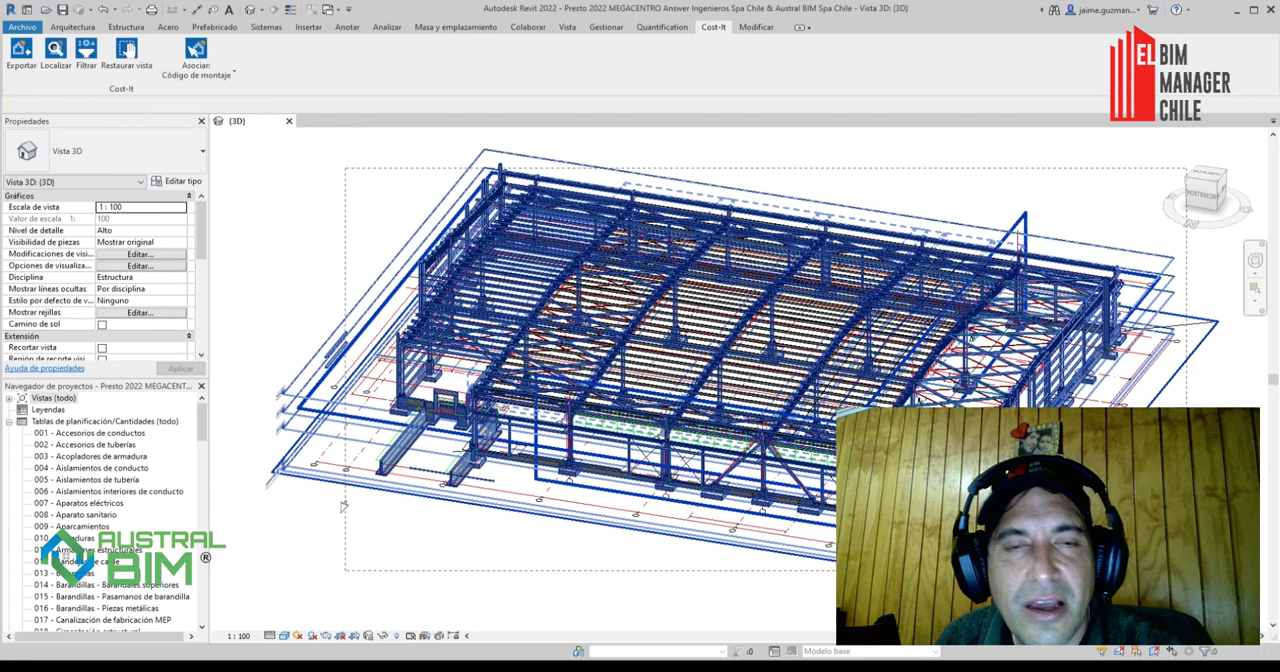 Autodesk Revit 2022 - Presto 2022 MEGACENTRO Answer Ingenieros Spa Chile & Austral BIM Spa Chile - Vista 3D: {3D}
jaime.guzman...
Archivo Arquitectura Estructura Acero Prefabricado Sistemas Insertar Anotar Analizar Masa y emplazamiento Colaborar Vista Gestionar Quantification Cost-It Modificar
Exportar Localizar Filtrar Restaurar vista Asociar:
Código de montaje
Cost-It
EL BIM
MANAGER
CHILE
Propiedades
{3D}
Vista 3D
Vista 3D: {3D} Editar tipo
Gráficos
Escala de vista 1 : 100
Valor de escala 1: 100
Nivel de detalle Alto
Visibilidad de piezas Mostrar original
Modificaciones de visi... Editar...
Opciones de visualiza... Editar...
Disciplina Estructura
Mostrar líneas ocultas Por disciplina
Estilo por defecto de v... Ninguno
Mostrar rejillas Editar...
Camino de sol
Extensión
Recortar vista
Región de recorte visi
Ayuda de propiedades Aplicar
POSTERIOR
Navegador de proyectos - Presto 2022 MEGACENT...
Vistas (todo)
Leyendas
Tablas de planificación/Cantidades (todo)
001 - Accesorios de conductos
002 - Accesorios de tuberías
003 - Acopladores de armadura
004 - Aislamientos de conducto
005 - Aislamientos de tubería
006 - Aislamientos interiores de conducto
007 - Aparatos eléctricos
008 - Aparato sanitario
009 - Aparcamientos
AUSTRAL
BIM ®
014 - Barandillas - Barandales superiores
015 - Barandillas - Pasamanos de barandilla
016 - Barandillas - Piezas metálicas
017 - Canalización de fabricación MEP
1 : 100
:0 Modelo base :0